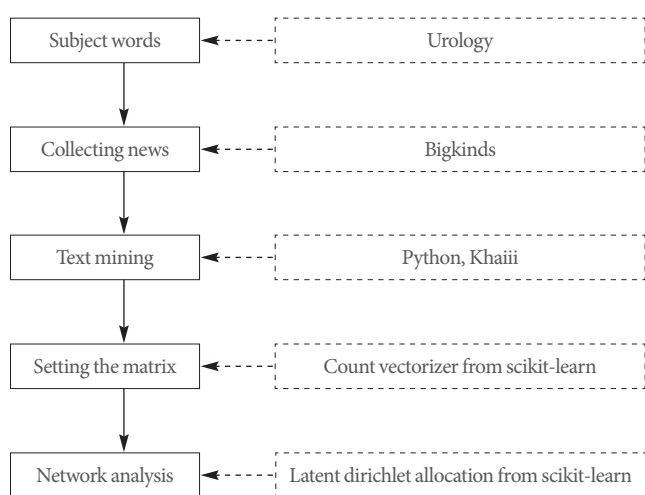 Subject words
Urology
Collecting news
Bigkinds
Text mining
Python, Khaiii
Setting the matrix
Count vectorizer from scikit-learn
Network analysis
Latent dirichlet allocation from scikit-learn